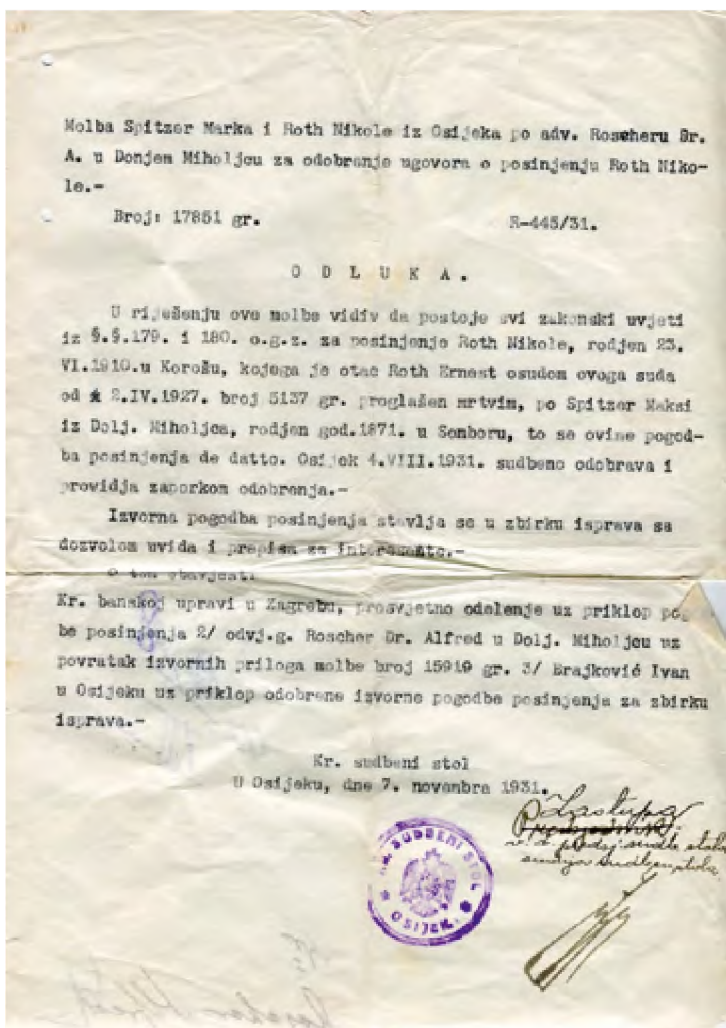 Molba Spitzer Marka i Roth Nikole iz Osijeka po adv. Roscheru Dr.
A. u Donjem Miholjcu za odobrenje ugovora o posinjenju Roth Niko-
le.-
Broj: 17851 gr. R-445/31.
O D L U K A .
U riješenju ove molbe vidiv da postoje svi zakonski uvjeti
iz §.§.179. i 180. o.g.z. za posinjenje Roth Nikole, rodjen 23.
VI.1910.u Korošu, kojega je otac Roth Ernest osudom ovoga suda
od 2.IV.1927. broj 5137 gr. proglašen mrtvim, po Spitzer Maksi
iz Dolj. Miholjca, rodjen god.1871. u Somboru, to se ovime pogod-
ba posinjenja de datto. Osijek 4.VIII.1931. sudbeno odobrava i
providja zaporkom odobrenja.-
Izvorna pogodba posinjenja stavlja se u zbirku isprava sa
dozvolom uvida i prepisa za interesante.-
O tom
Kr. banskoj upravi u Zagrebu, prosvjetno odelenje uz priklop
be posinjenja 2/ odvj.g. Roscher Dr. Alfred u Dolj. Miholjcu uz
povratak izvornih priloga molbe broj 15919 gr. 3/ Brajković Ivan
u Osijeku uz priklop odobrene izvorne pogodbe posinjenja za zbirku
isprava.-
Kr. sudbeni stol
U Osijeku, dne 7. novembra 1931.
KR. SUDBENI STOL
OSIJEK